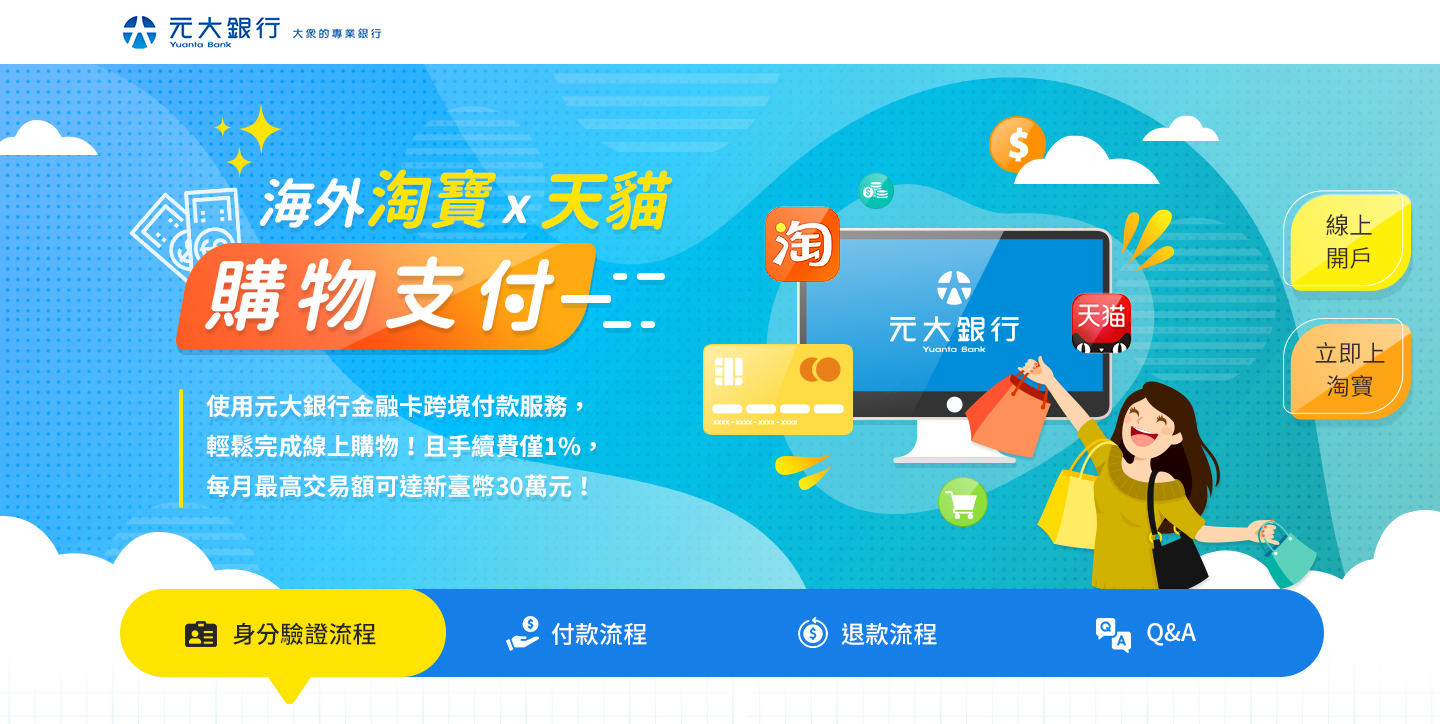 元大銀行 大眾的專業銀行
Yuanta Bank
海外淘寶 x 天貓
購物支付
使用元大銀行金融卡跨境付款服務，
輕鬆完成線上購物！且手續費僅1%，
每月最高交易額可達新臺幣30萬元！
$
$
淘
元大銀行
Yuanta Bank
天猫
xxxx - xxxx - xxxx - xxxx
線上
開戶
立即上
淘寶
身分驗證流程
$
付款流程
$
退款流程
Q
A
Q&A